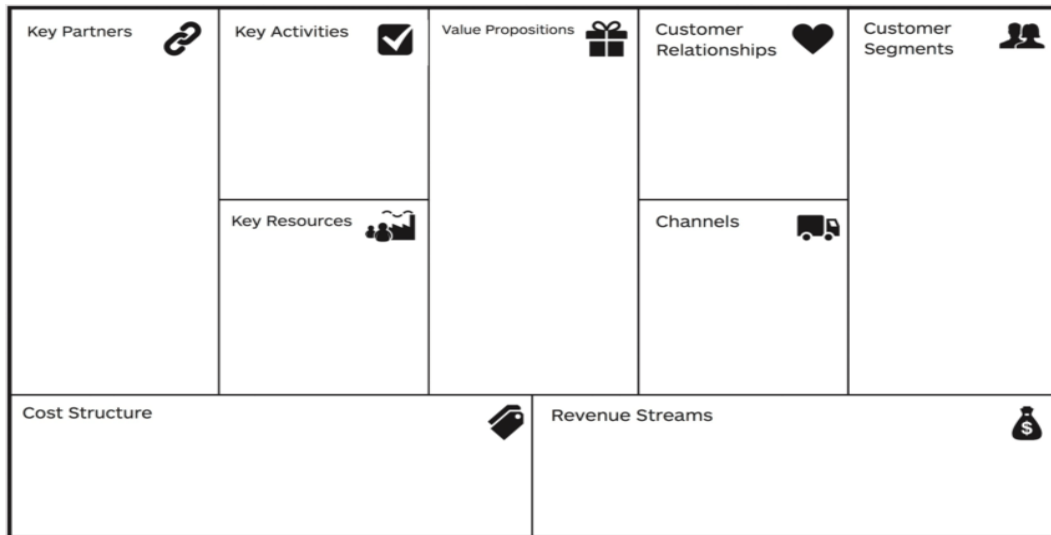 Key Partners
Key Activities
Value Propositions
Customer
Relationships
Customer
Segments
Key Resources
Channels
Cost Structure
Revenue Streams
$